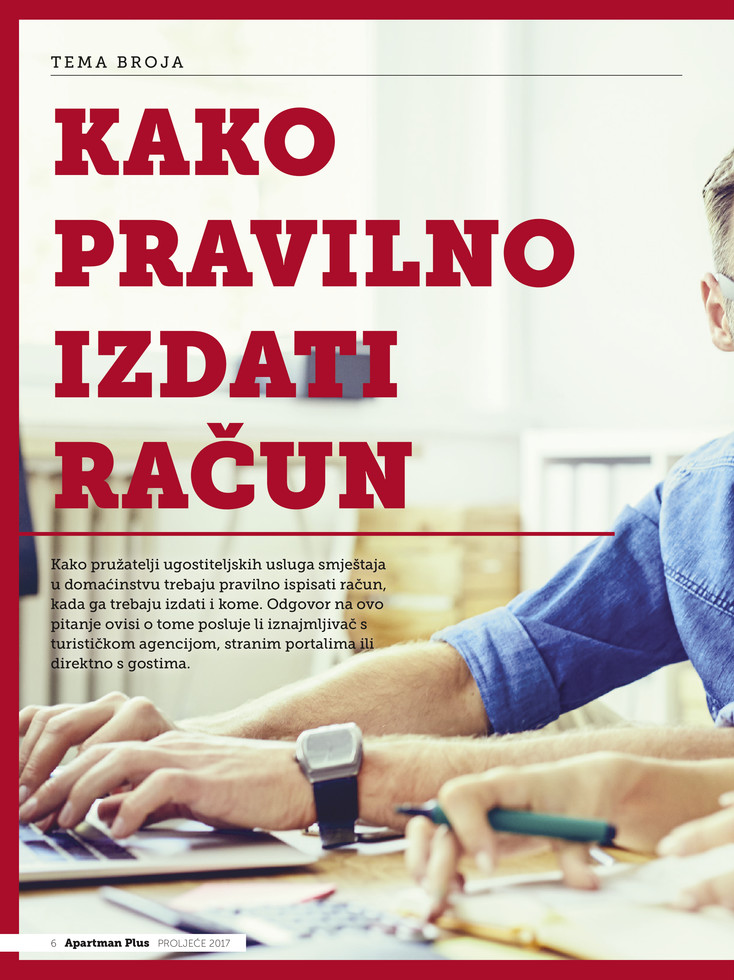 TEMA BROJA
KAKO
PRAVILNO
IZDATI
RAČUN
Kako pružatelji ugostiteljskih usluga smještaja
u domaćinstvu trebaju pravilno ispisati račun,
kada ga trebaju izdati i kome. Odgovor na ovo
pitanje ovisi o tome posluje li iznajmljivač s
turističkom agencijom, stranim portalima ili
direktno s gostima.
6 Apartman Plus PROLJEĆE 2017